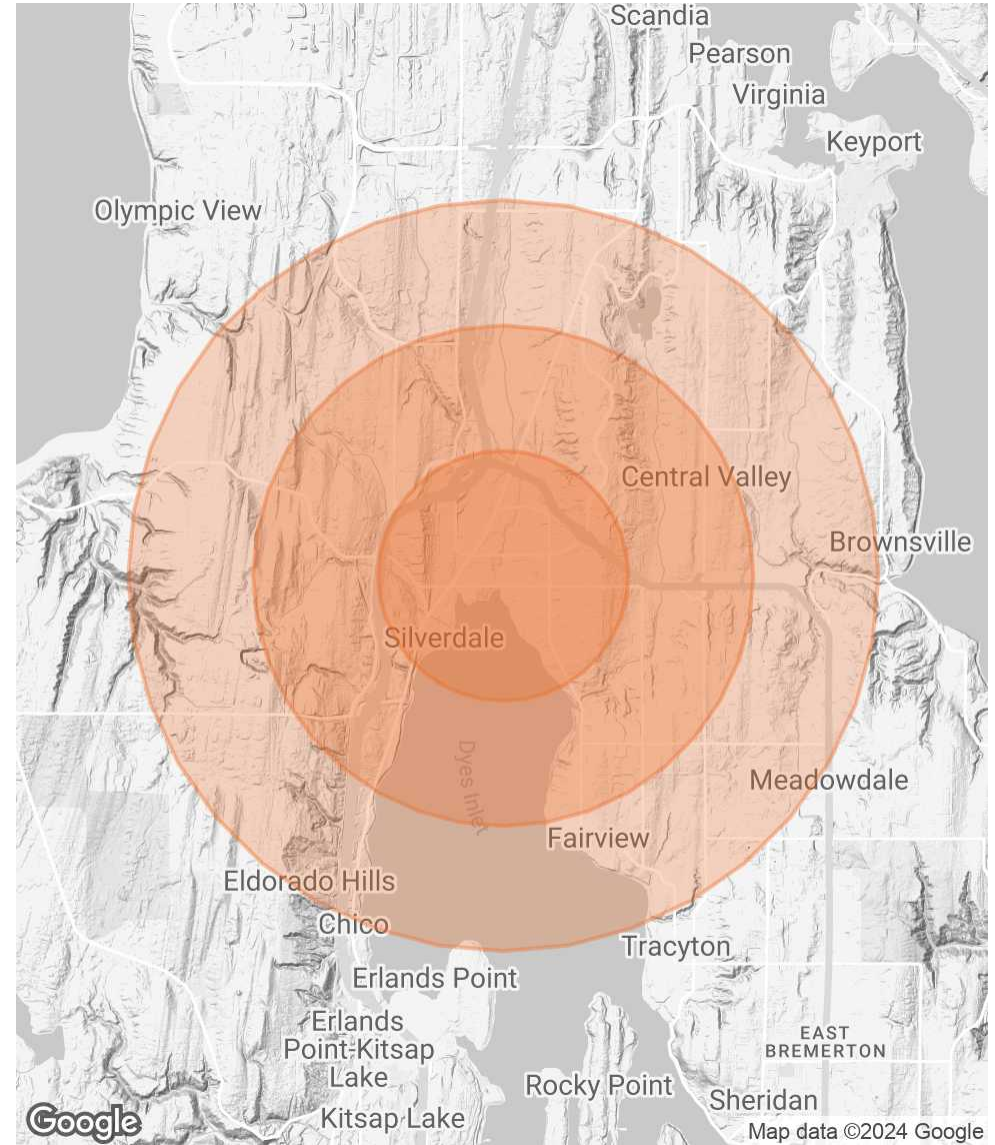 Scandia
Pearson
Virginia
Keyport
Olympic View
Central Valley
Brownsville
Silverdale
Dyes Inlet
Meadowdale
Fairview
Eldorado Hills
Chico
Tracyton
Erlands Point
Erlands
Point-Kitsap
Lake
EAST
BREMERTON
Rocky Point
Sheridan
Kitsap Lake
Google
Map data ©2024 Google